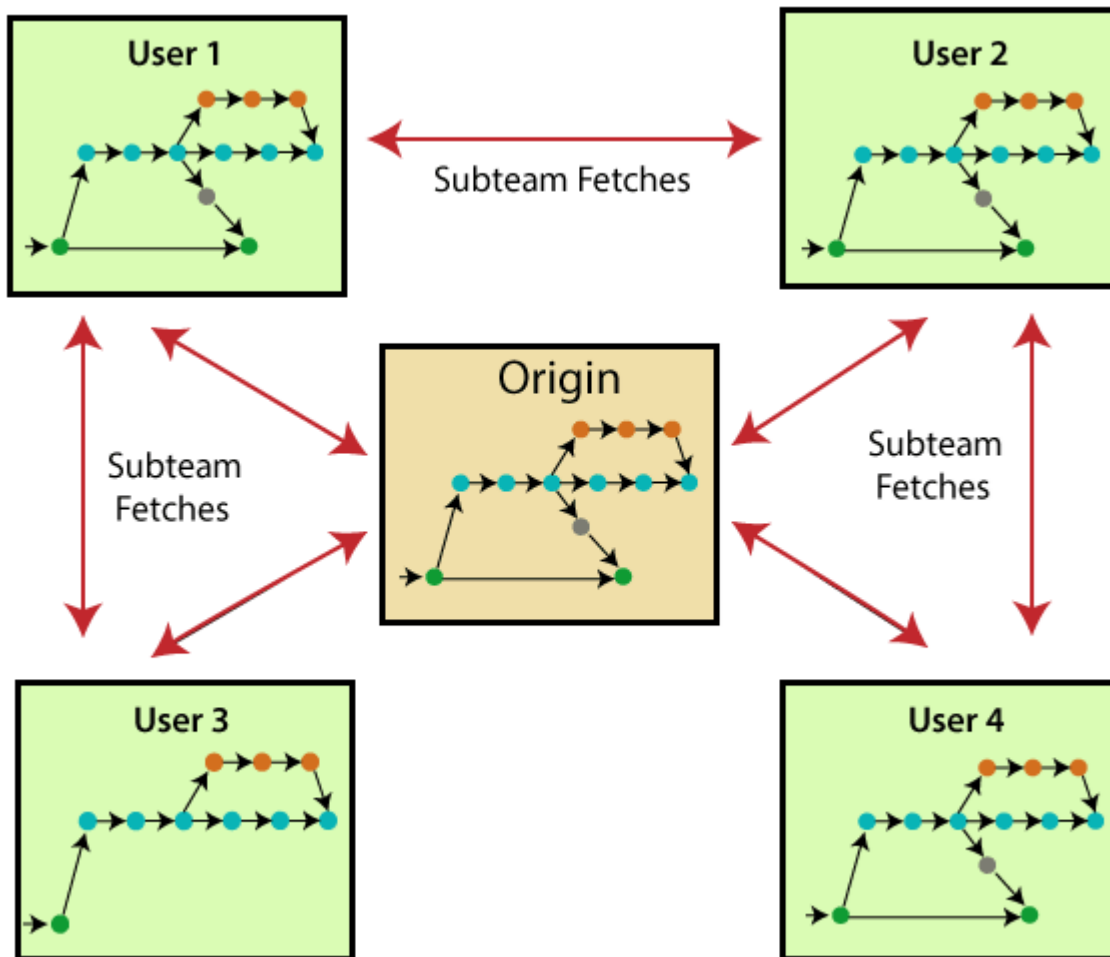 User 1
User 2
Subteam Fetches
Origin
Subteam
Fetches
Subteam
Fetches
User 3
User 4